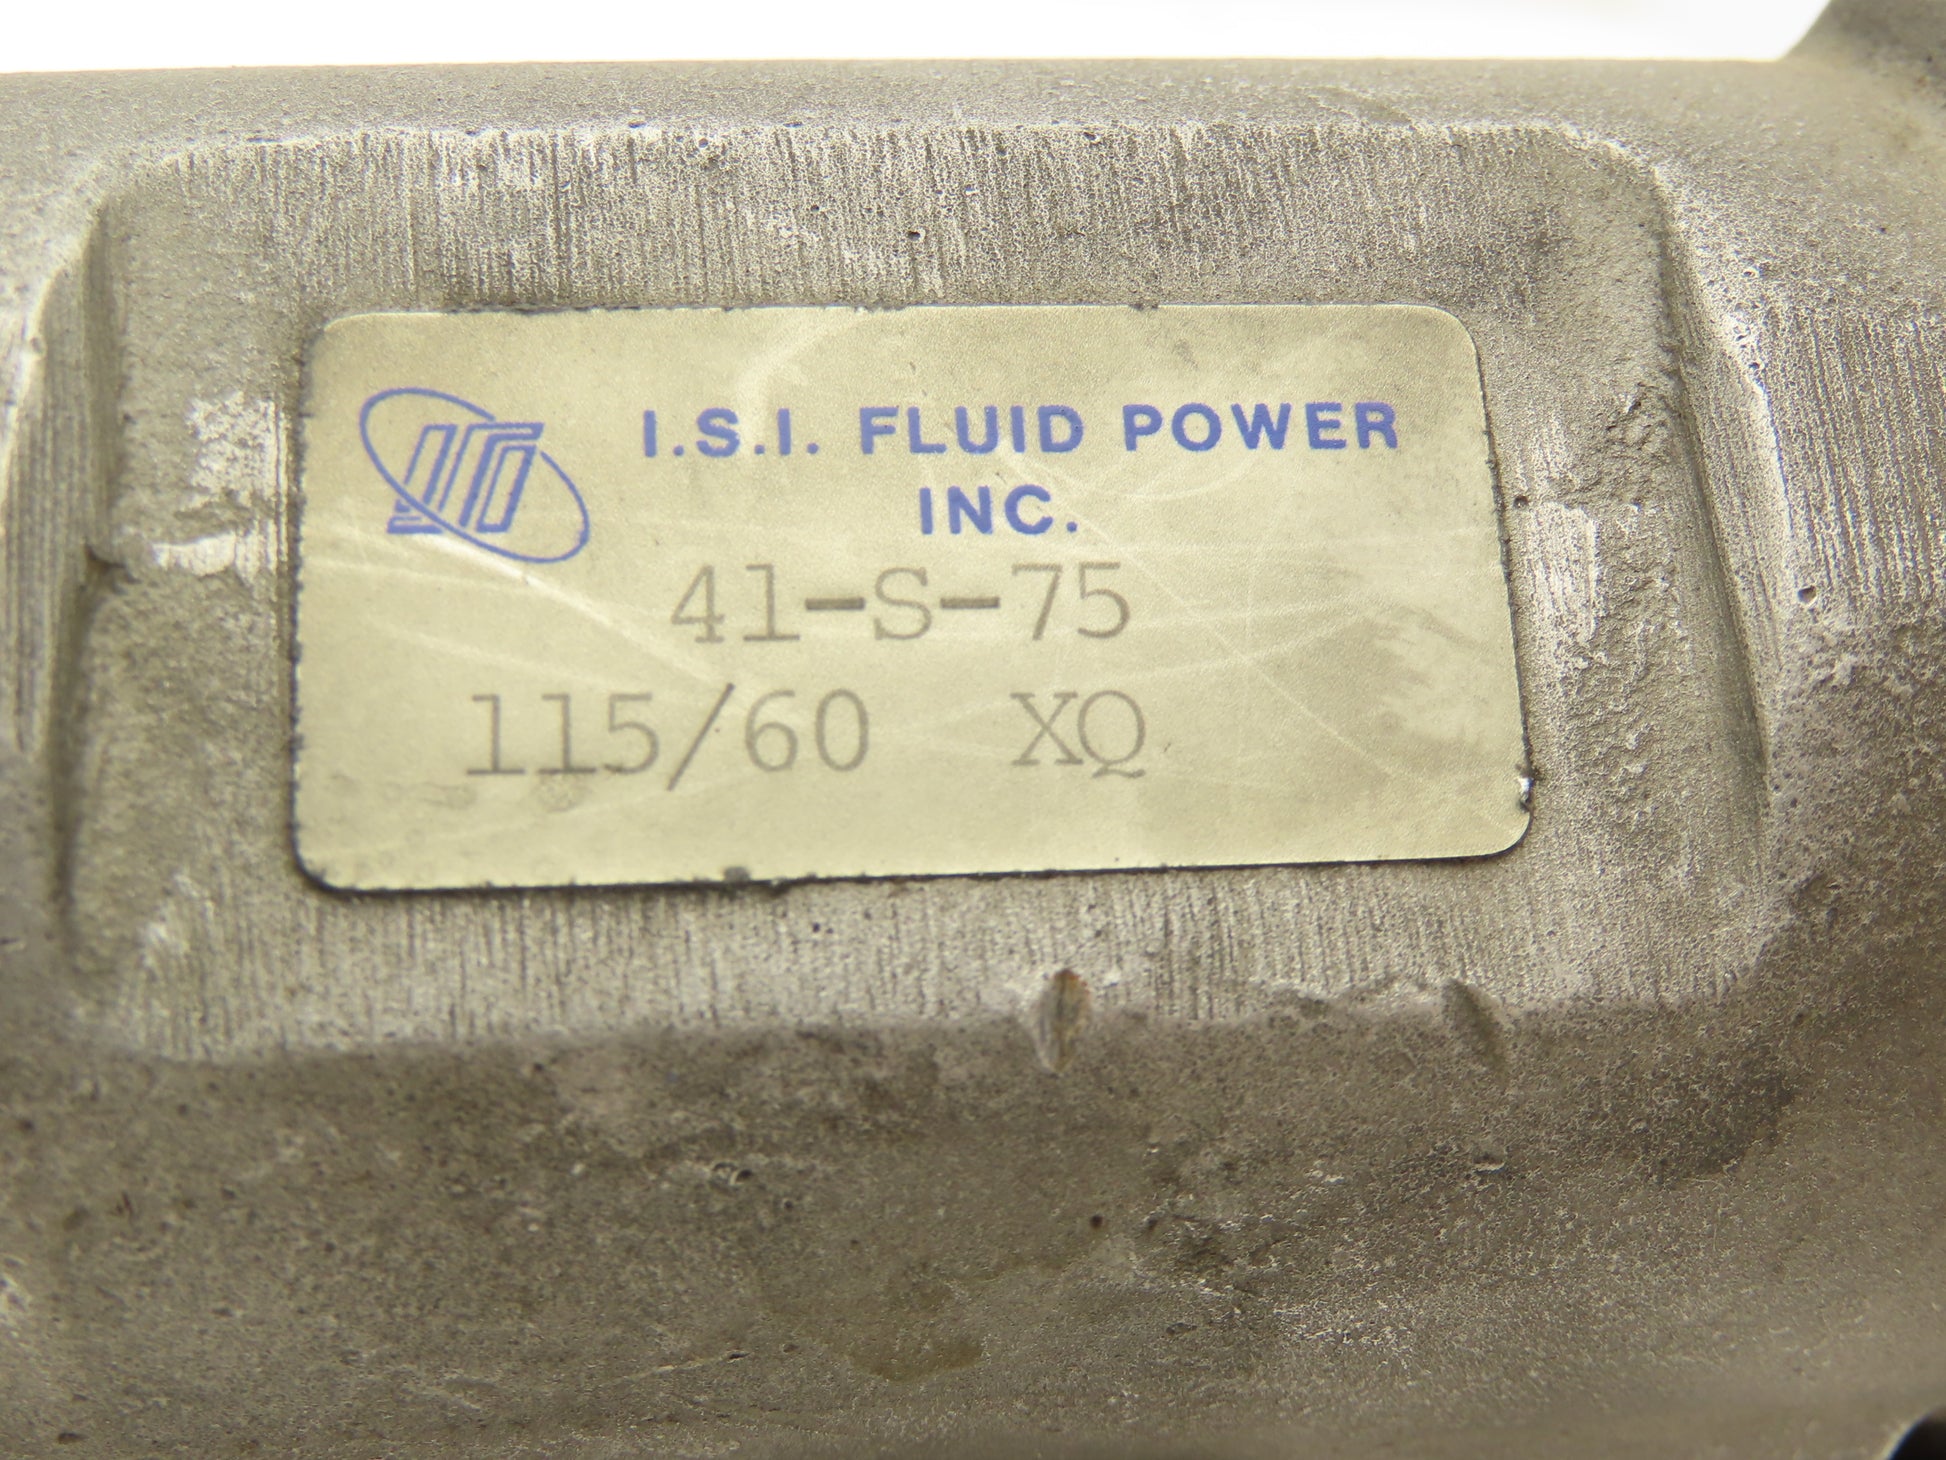 I.S.I. FLUID POWER
INC.
41-S-75
115/60 XQ